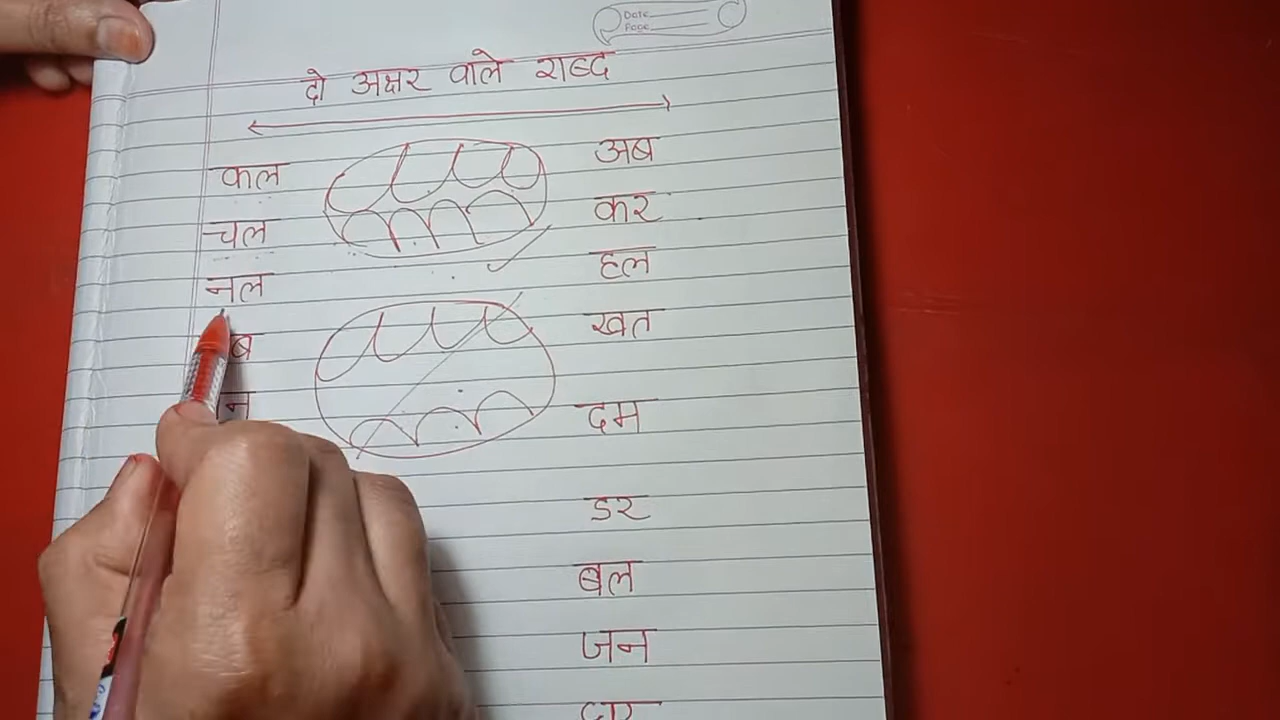 Date
Page
दो अक्षर वाले शब्द
कल
चल
नल
अब
कर
हल
खत
दम
डर
बल
जन